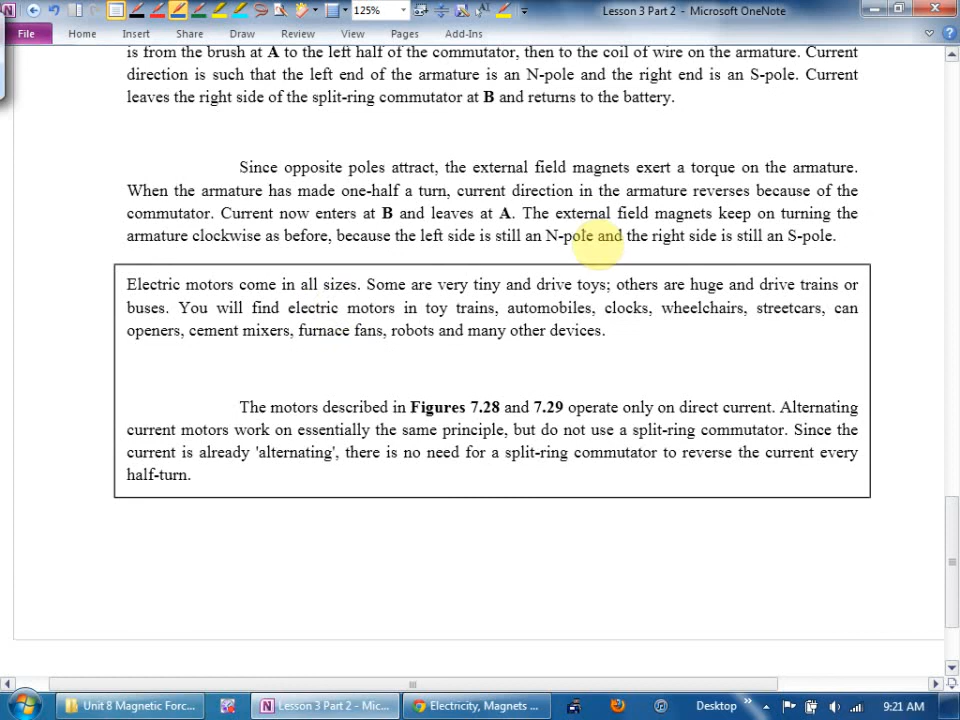 125%
Lesson 3 Part 2 - Microsoft OneNote
File Home Insert Share Draw Review View Pages Add-Ins
is from the brush at A to the left half of the commutator, then to the coil of wire on the armature. Current
direction is such that the left end of the armature is an N-pole and the right end is an S-pole. Current
leaves the right side of the split-ring commutator at B and returns to the battery.
Since opposite poles attract, the external field magnets exert a torque on the armature.
When the armature has made one-half a turn, current direction in the armature reverses because of the
commutator. Current now enters at B and leaves at A. The external field magnets keep on turning the
armature clockwise as before, because the left side is still an N-pole and the right side is still an S-pole.
Electric motors come in all sizes. Some are very tiny and drive toys; others are huge and drive trains or
buses. You will find electric motors in toy trains, automobiles, clocks, wheelchairs, streetcars, can
openers, cement mixers, furnace fans, robots and many other devices.
The motors described in Figures 7.28 and 7.29 operate only on direct current. Alternating
current motors work on essentially the same principle, but do not use a split-ring commutator. Since the
current is already 'alternating', there is no need for a split-ring commutator to reverse the current every
half-turn.
Unit 8 Magnetic Forc... Lesson 3 Part 2 - Mic... Electricity, Magnets ... Desktop 9:21 AM